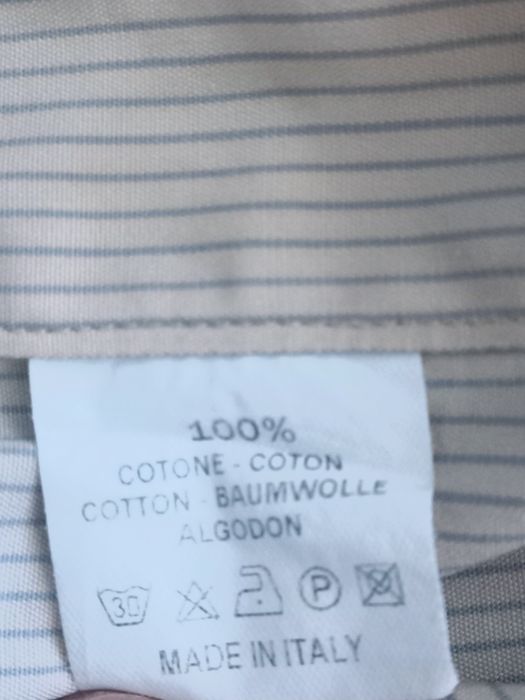 100%
COTONE - COTON
COTTON - BAUMWOLLE
ALGODON
30 P
MADE IN ITALY